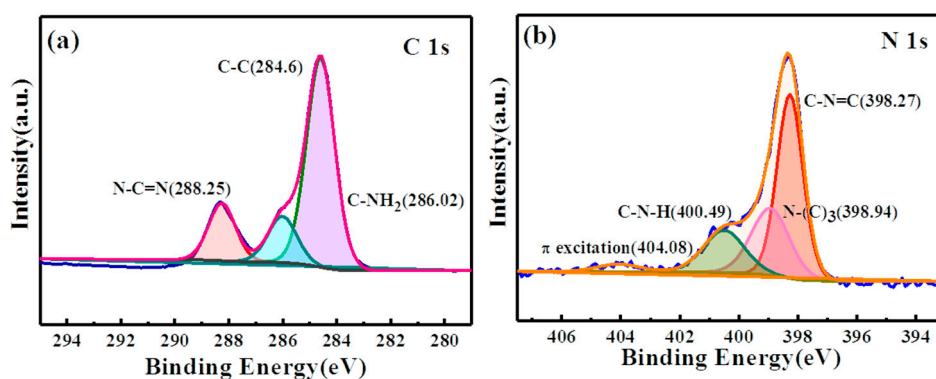 (a)
C 1s
C-C(284.6)
N-C=N(288.25)
C-NH₂(286.02)
Intensity(a.u.)
294 292 290 288 286 284 282 280
Binding Energy(eV)
(b)
N 1s
C-N=C(398.27)
C-N-H(400.49)
N-(C)₃(398.94)
π excitation(404.08)
Intensity(a.u.)
406 404 402 400 398 396 394
Binding Energy(eV)